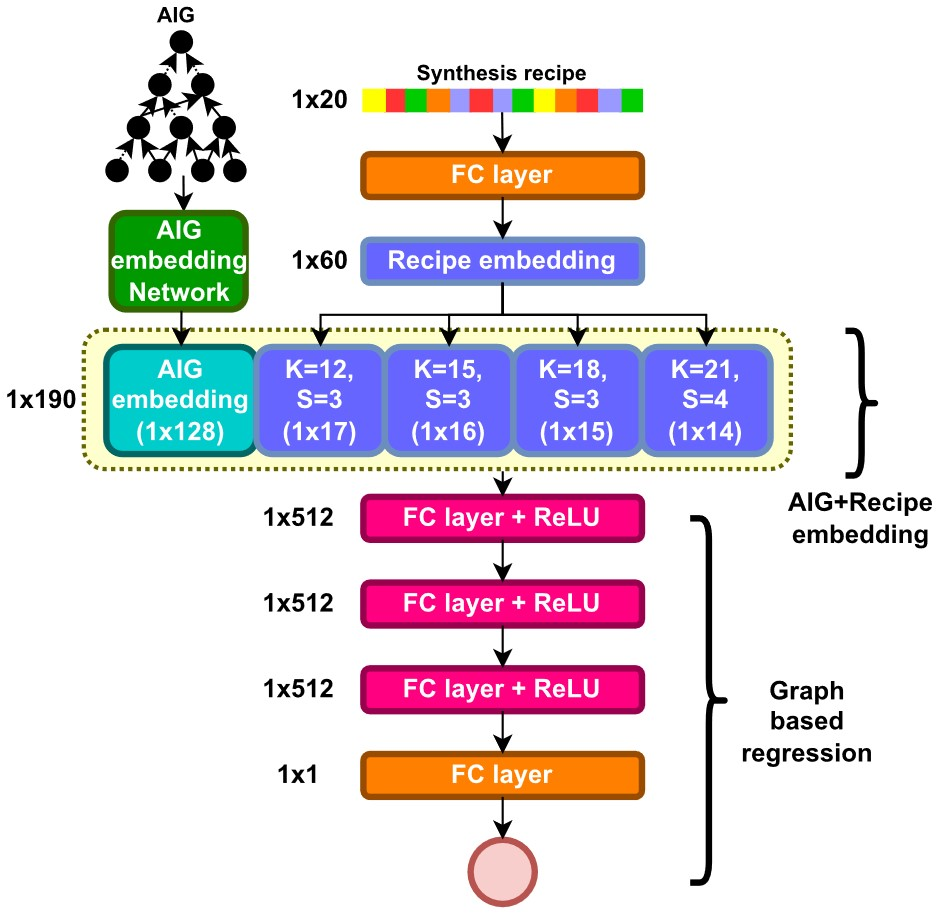 AIG
Synthesis recipe
1x20
FC layer
AIG
embedding
Network
1x60
Recipe embedding
1x190
AIG
embedding
(1x128)
K=12,
S=3
(1x17)
K=15,
S=3
(1x16)
K=18,
S=3
(1x15)
K=21,
S=4
(1x14)
AIG+Recipe
embedding
1x512
FC layer + ReLU
1x512
FC layer + ReLU
1x512
FC layer + ReLU
Graph
based
regression
1x1
FC layer